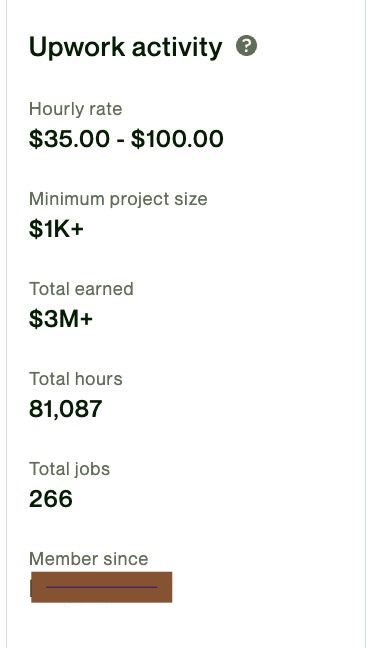 Upwork activity ?
Hourly rate
$35.00 - $100.00
Minimum project size
$1K+
Total earned
$3M+
Total hours
81,087
Total jobs
266
Member since